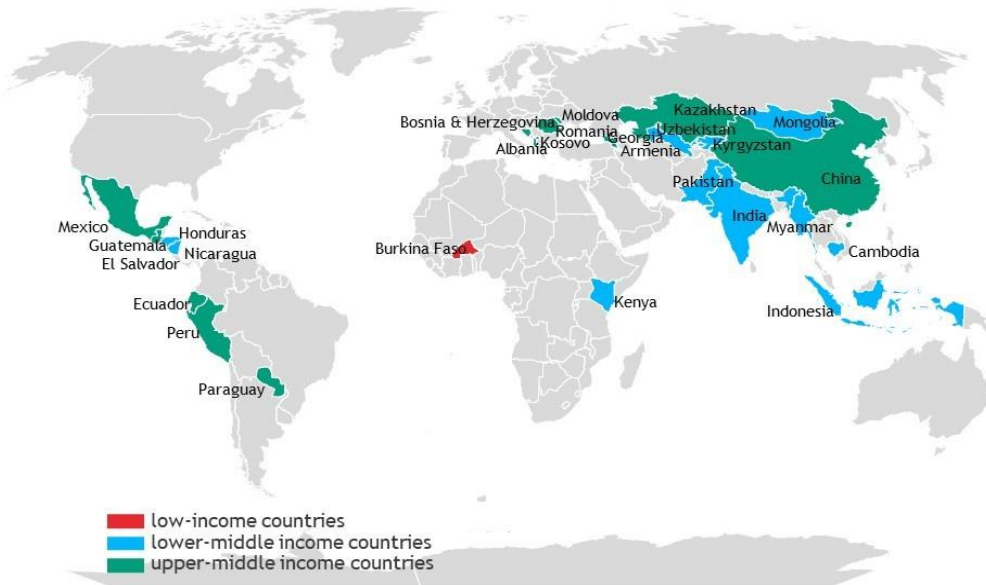 Kazakhstan
Moldova
Mongolia
Bosnia & Herzegovina
Uzbekistan
Romania
Georgia
Kosovo
Kyrgyzstan
Albania
Armenia
Pakistan
China
Mexico
India
Myanmar
Honduras
Guatemala
Burkina Faso
Cambodia
Nicaragua
El Salvador
Ecuador
Kenya
Indonesia
Peru
Paraguay
low-income countries
lower-middle income countries
upper-middle income countries